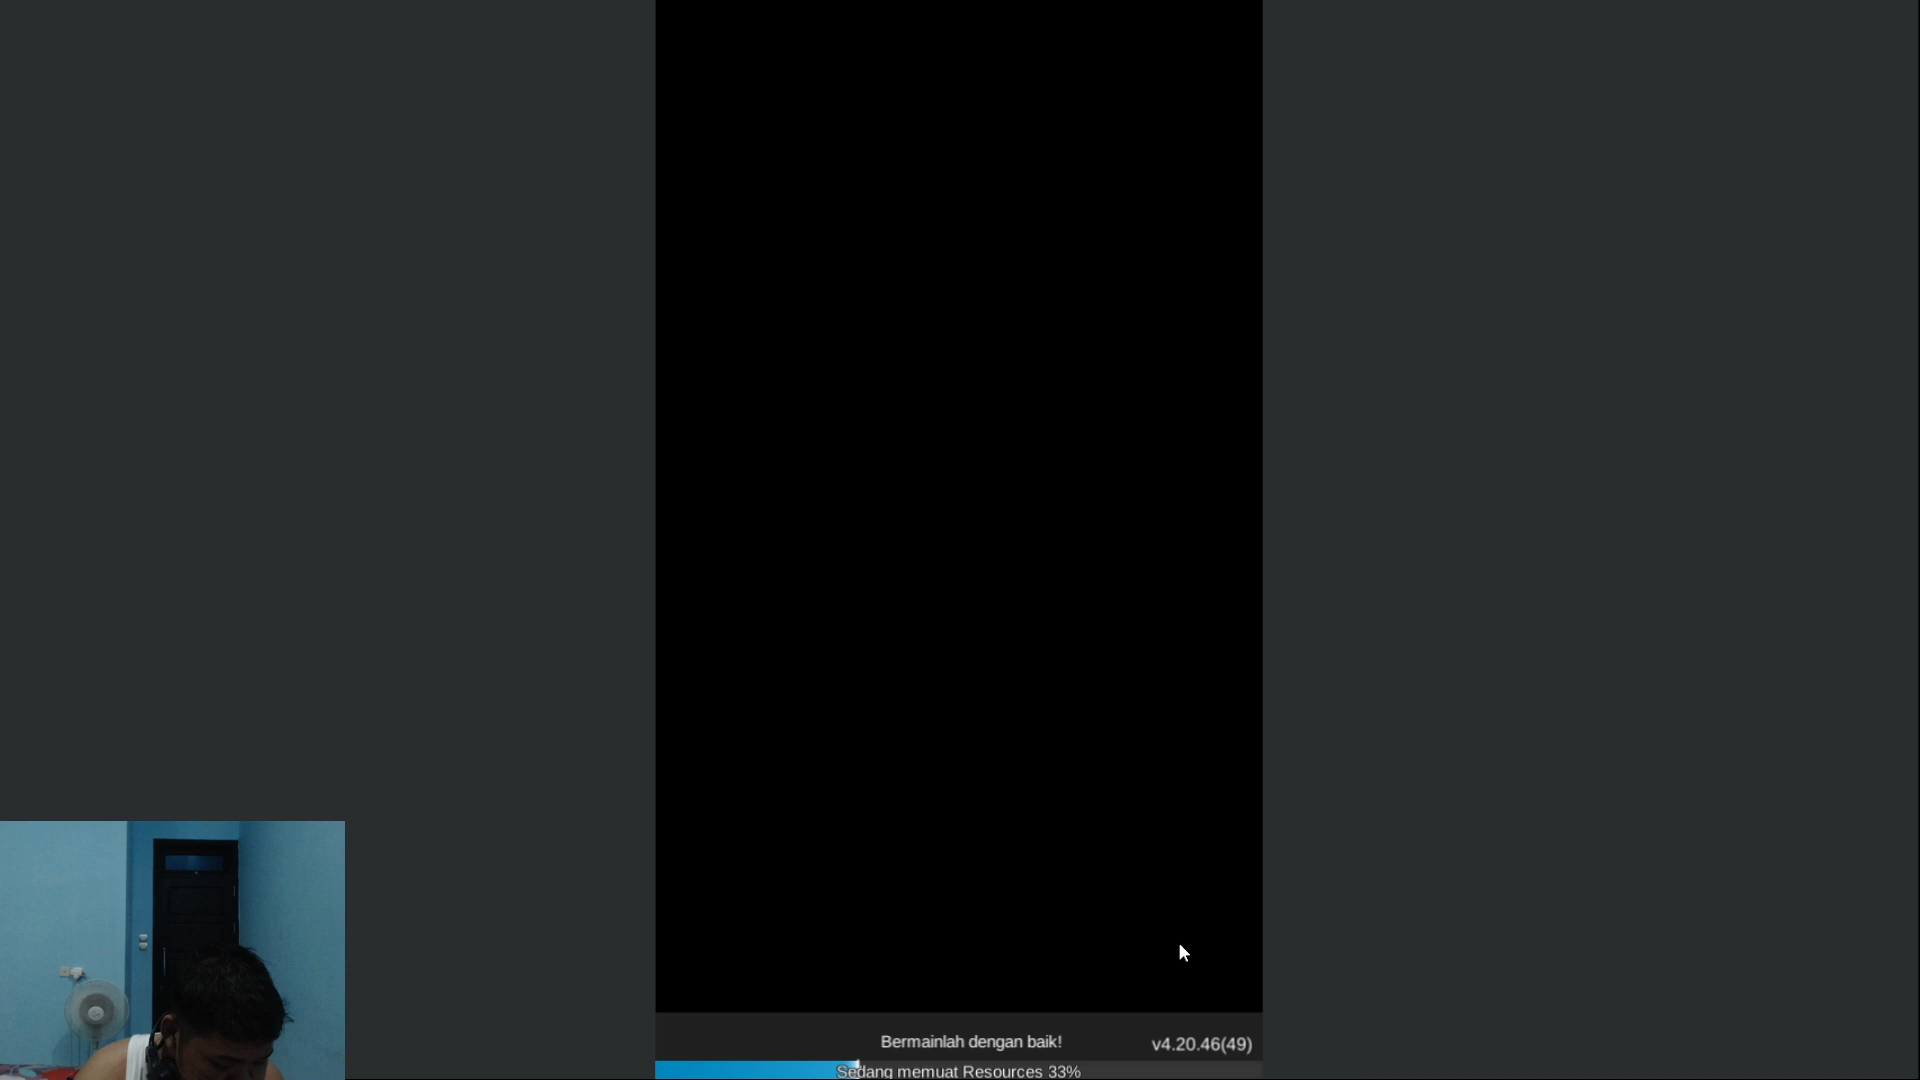 Bermainlah dengan baik!
v4.20.46(49)
Sedang memuat Resources 33%